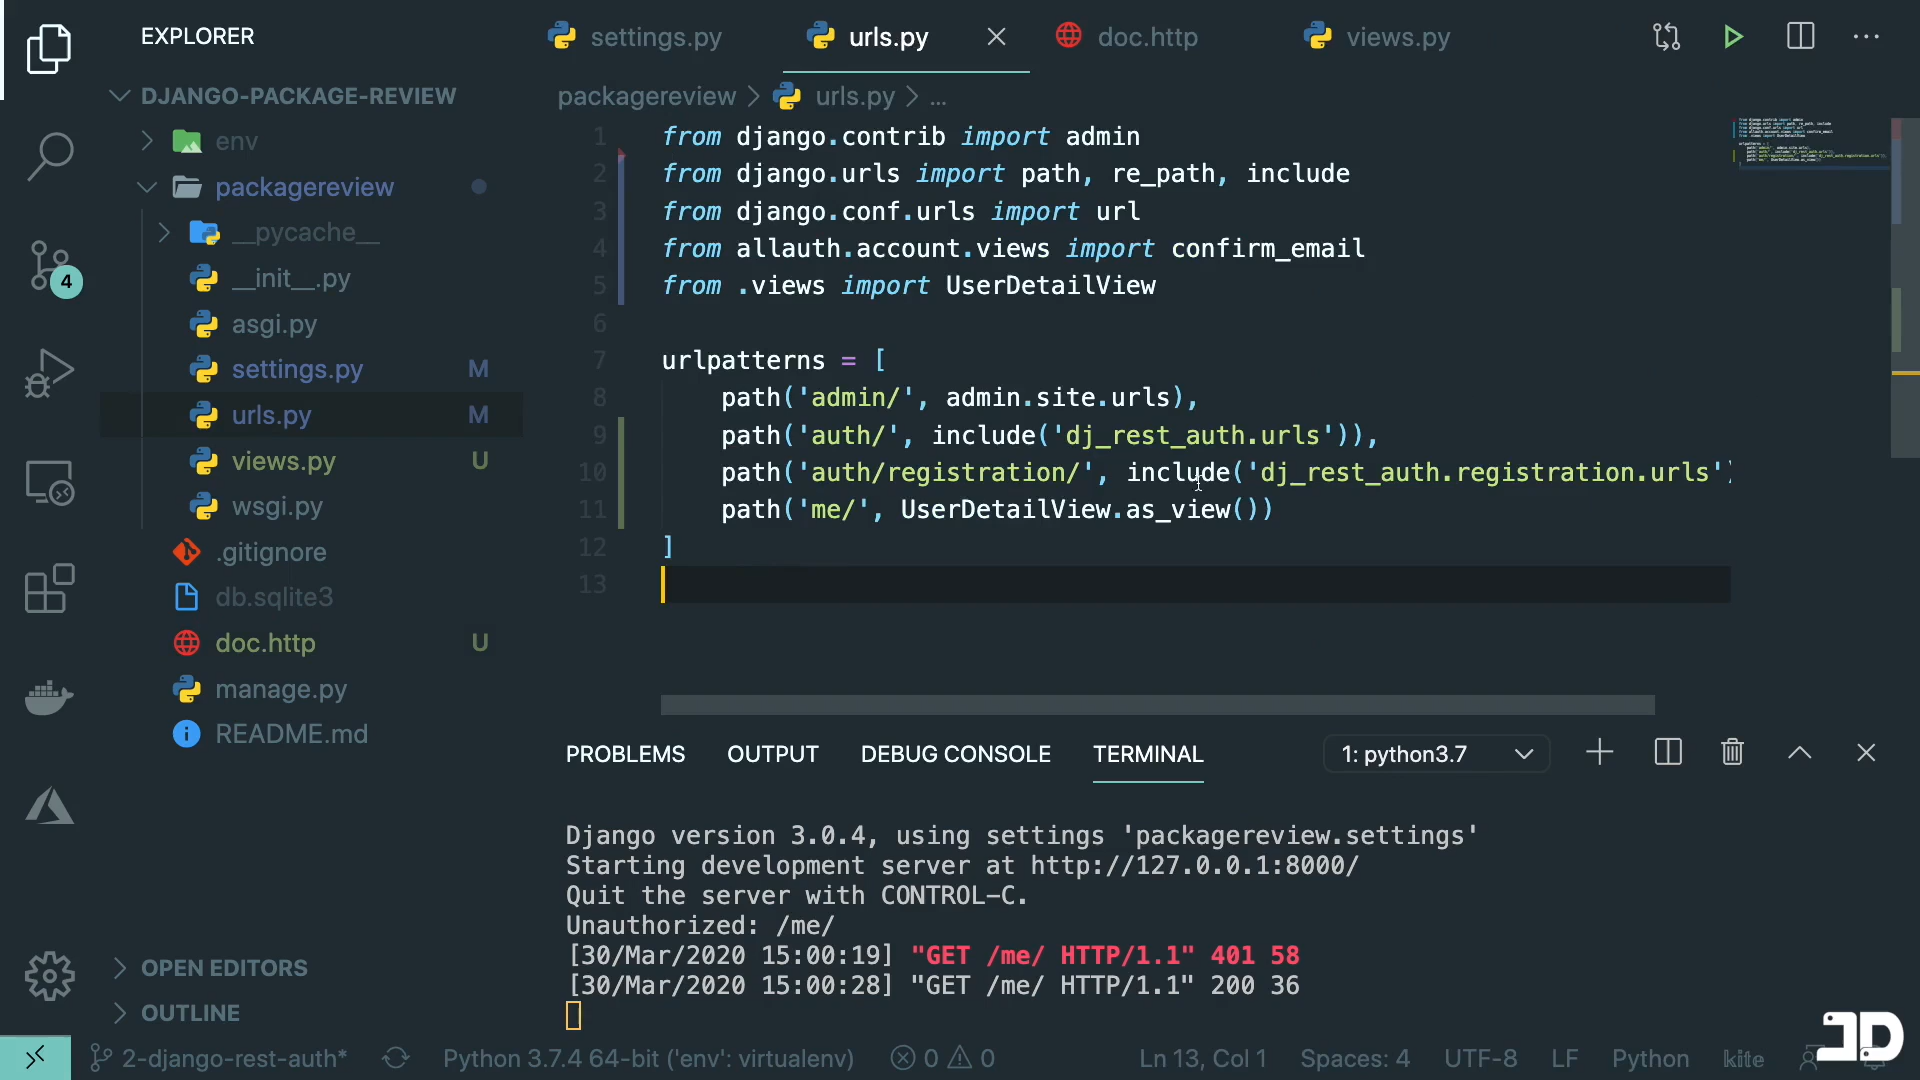 EXPLORER
DJANGO-PACKAGE-REVIEW
env
packagereview
__pycache__
__init__.py
asgi.py
settings.py M
urls.py M
views.py U
wsgi.py
.gitignore
db.sqlite3
doc.http U
manage.py
README.md
OPEN EDITORS
OUTLINE
4
settings.py urls.py doc.http views.py
packagereview > urls.py > ...
1 from django.contrib import admin
2 from django.urls import path, re_path, include
3 from django.conf.urls import url
4 from allauth.account.views import confirm_email
5 from .views import UserDetailView
6
7 urlpatterns = [
8 path('admin/', admin.site.urls),
9 path('auth/', include('dj_rest_auth.urls')),
10 path('auth/registration/', include('dj_rest_auth.registration.urls')
11 path('me/', UserDetailView.as_view())
12 ]
13
PROBLEMS OUTPUT DEBUG CONSOLE TERMINAL 1: python3.7
Django version 3.0.4, using settings 'packagereview.settings'
Starting development server at http://127.0.0.1:8000/
Quit the server with CONTROL-C.
Unauthorized: /me/
[30/Mar/2020 15:00:19] "GET /me/ HTTP/1.1" 401 58
[30/Mar/2020 15:00:28] "GET /me/ HTTP/1.1" 200 36
2-django-rest-auth* Python 3.7.4 64-bit ('env': virtualenv) 0 0 Ln 13, Col 1 Spaces: 4 UTF-8 LF Python kite
JD